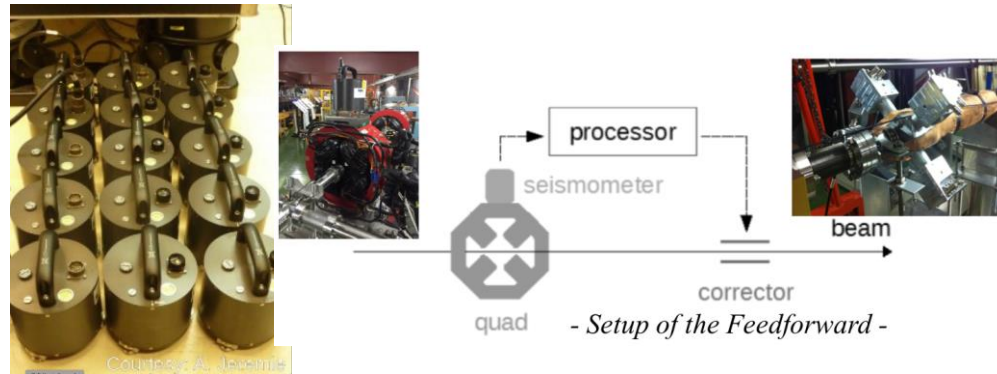 processor
seismometer
beam
corrector
quad
- Setup of the Feedforward -
Courtesy: A. Jeremie